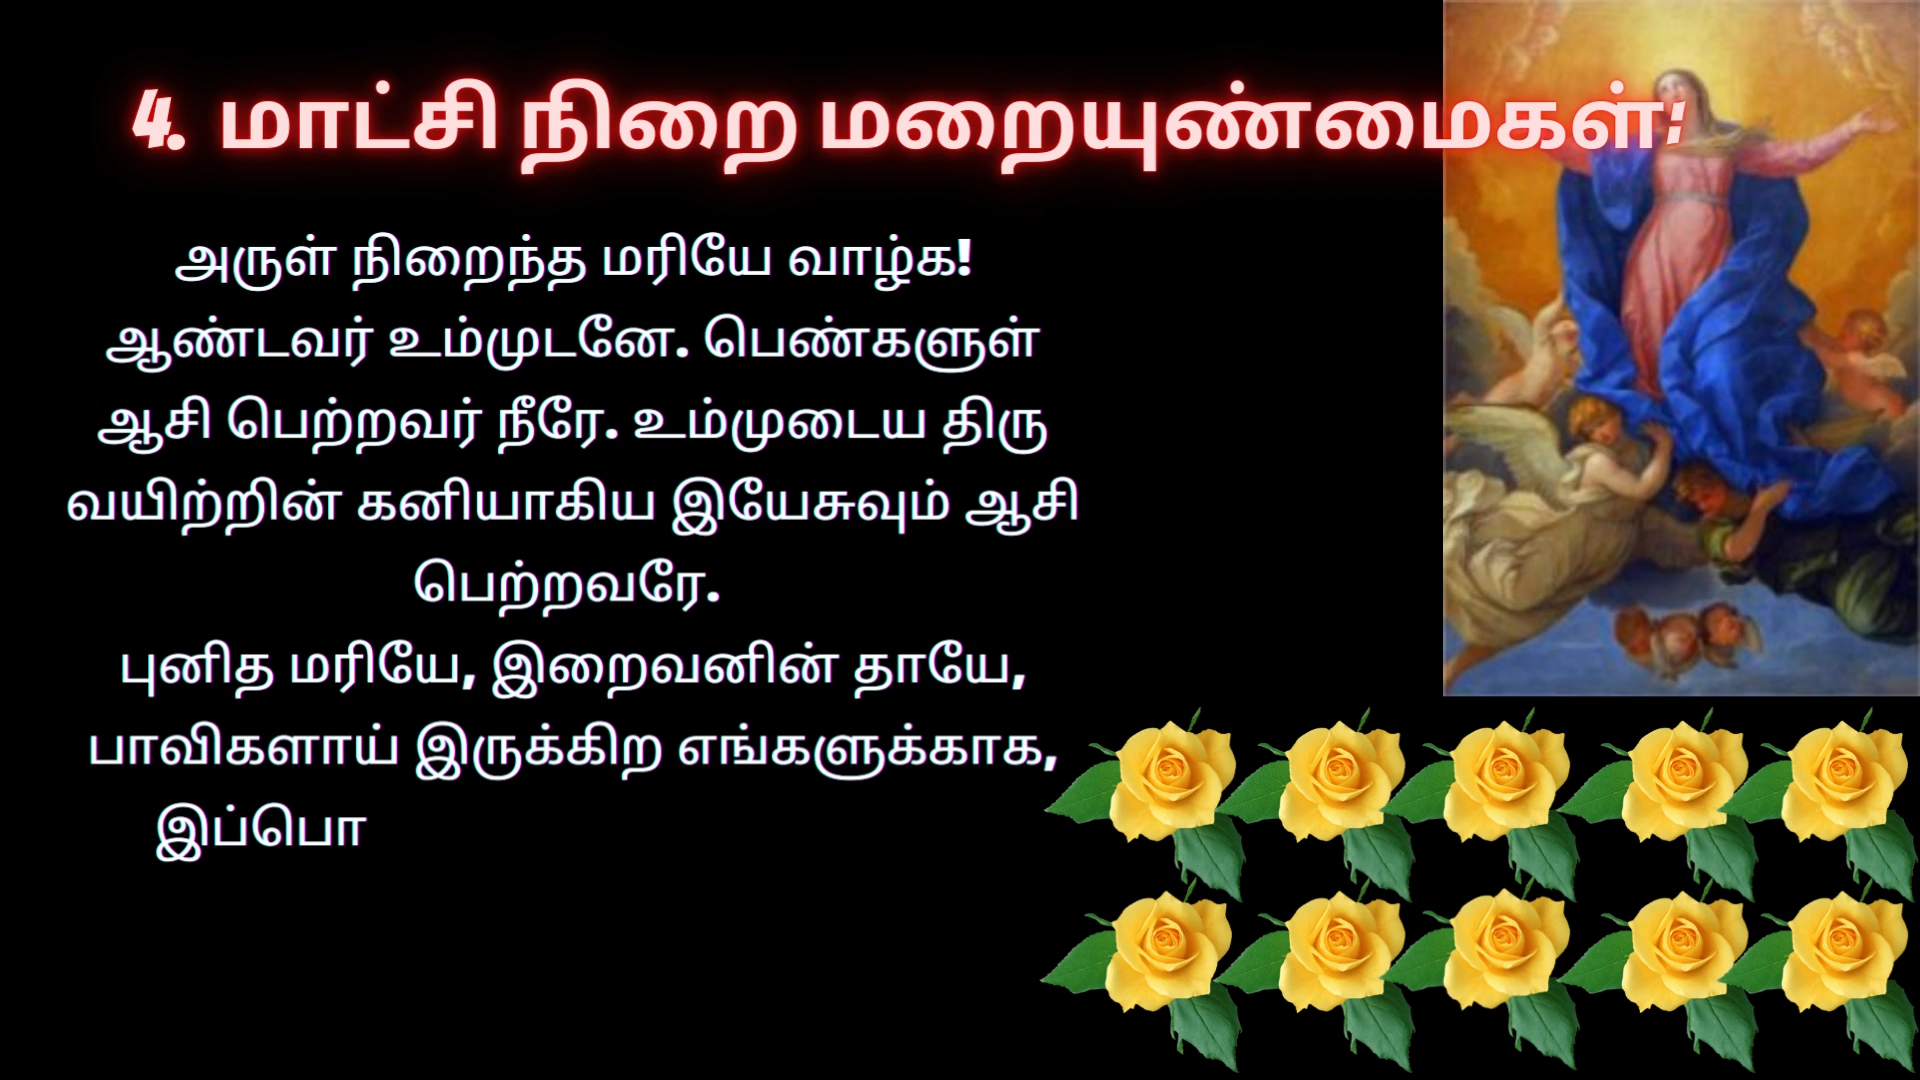 4. மாட்சி நிறை மறையுண்மைகள்:
அருள் நிறைந்த மரியே வாழ்க!
ஆண்டவர் உம்முடனே. பெண்களுள்
ஆசி பெற்றவர் நீரே. உம்முடைய திரு
வயிற்றின் கனியாகிய இயேசுவும் ஆசி
பெற்றவரே.
புனித மரியே, இறைவனின் தாயே,
பாவிகளாய் இருக்கிற எங்களுக்காக,
இப்பொ